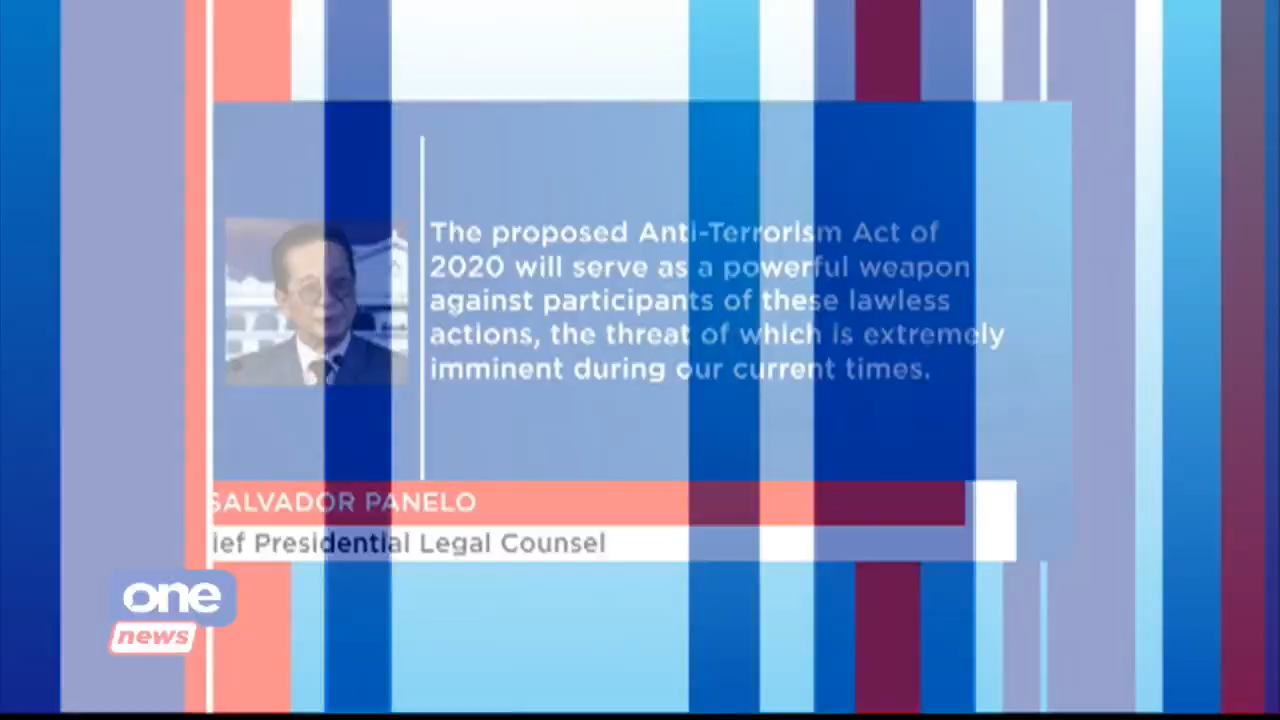 The proposed Anti-Terrorism Act of
2020 will serve as a powerful weapon
against participants of these lawless
actions, the threat of which is extremely
imminent during our current times.
SALVADOR PANELO
ief Presidential Legal Counsel
one
news